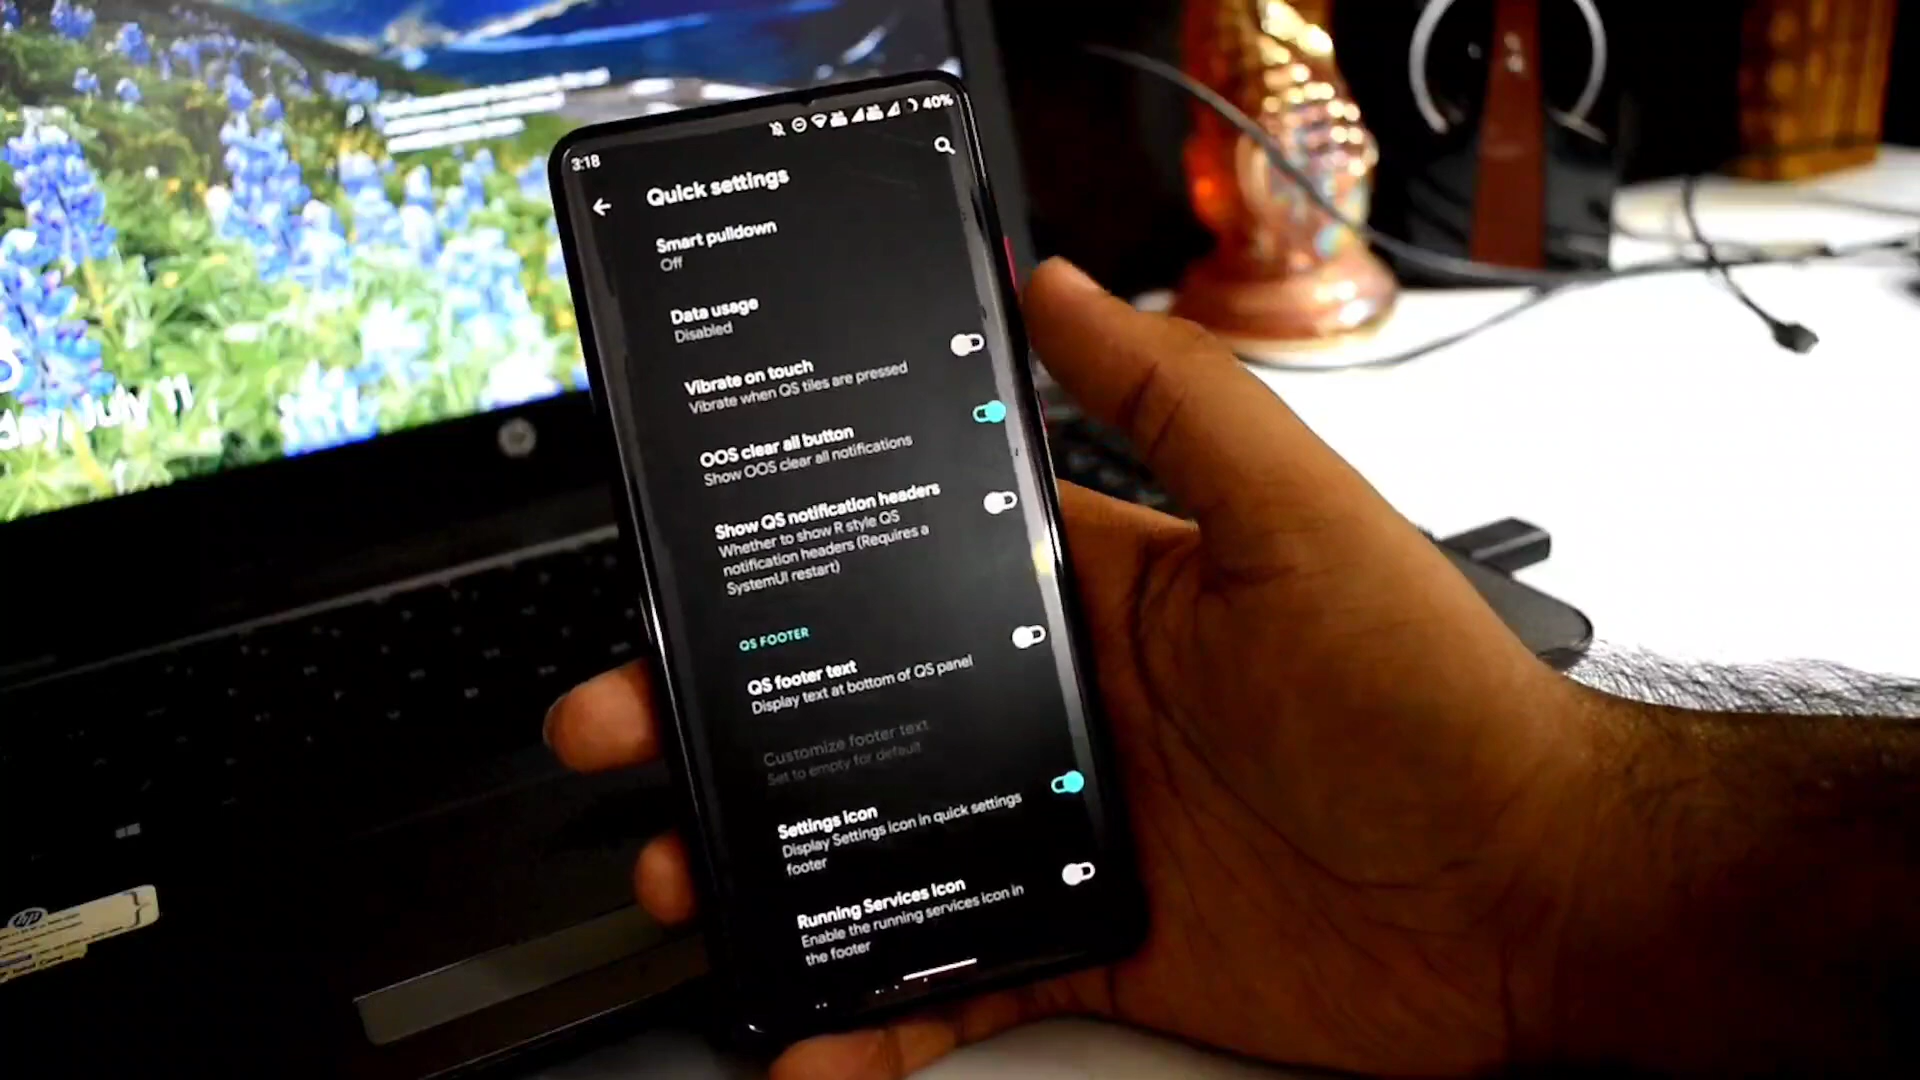 3:18
40%
Quick settings
Smart pulldown
Off
Data usage
Disabled
Vibrate on touch
Vibrate when QS tiles are pressed
OOS clear all button
Show OOS clear all notifications
Show QS notification headers
Whether to show R style QS
notification headers (Requires a
SystemUI restart)
QS FOOTER
QS footer text
Display text at bottom of QS panel
Customize footer text
Set to empty for default
Settings Icon
Display Settings icon in quick settings
footer
Running Services Icon
Enable the running services icon in
the footer
day, July 11
hp